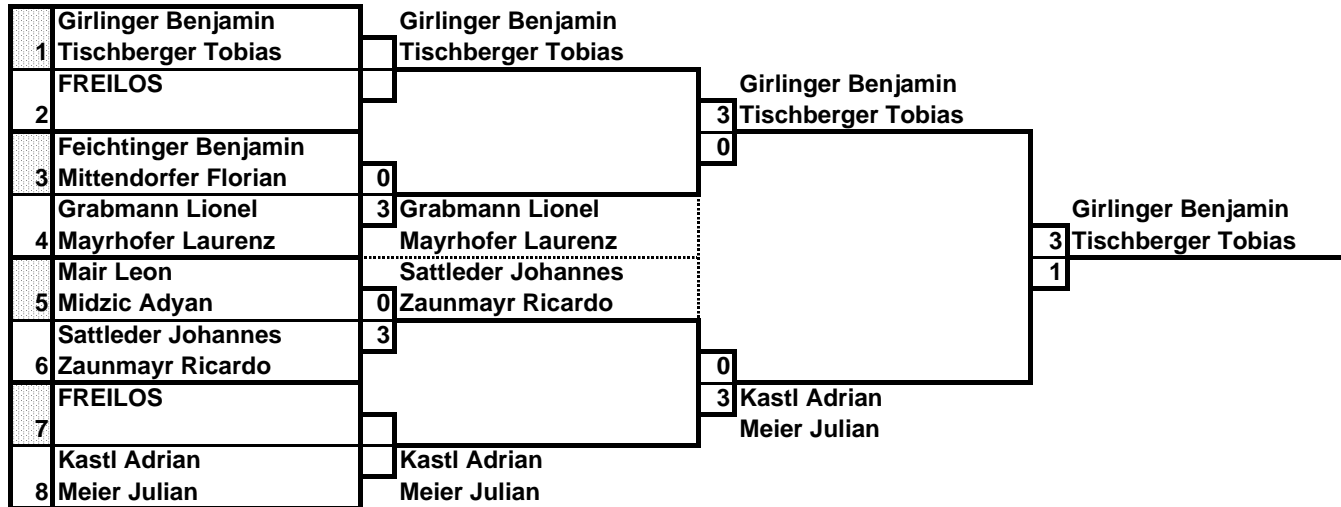 Girlinger Benjamin Girlinger Benjamin
1 Tischberger Tobias Tischberger Tobias
FREILOS Girlinger Benjamin
2 3 Tischberger Tobias
Feichtinger Benjamin 0
3 Mittendorfer Florian 0
Grabmann Lionel 3 Grabmann Lionel Girlinger Benjamin
4 Mayrhofer Laurenz Mayrhofer Laurenz 3 Tischberger Tobias
Mair Leon Sattleder Johannes 1
5 Midzic Adyan 0 Zaunmayr Ricardo
Sattleder Johannes 3
6 Zaunmayr Ricardo 0
FREILOS 3 Kastl Adrian
7 Meier Julian
Kastl Adrian Kastl Adrian
8 Meier Julian Meier Julian